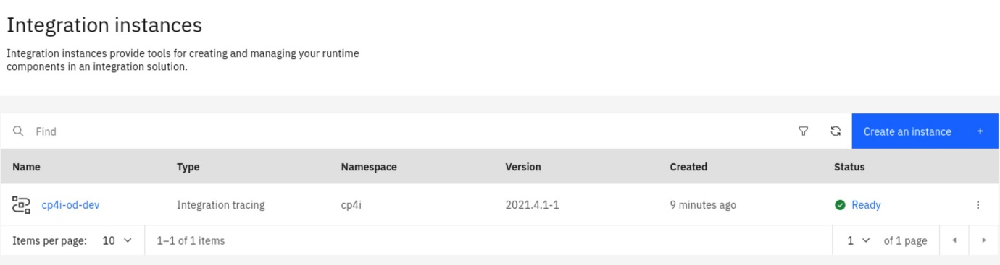 Integration instances
Integration instances provide tools for creating and managing your runtime
components in an integration solution.
Find
Create an instance +
Name Type Namespace Version Created Status
cp4i-od-dev Integration tracing cp4i 2021.4.1-1 9 minutes ago Ready
Items per page: 10 1–1 of 1 items 1 of 1 page